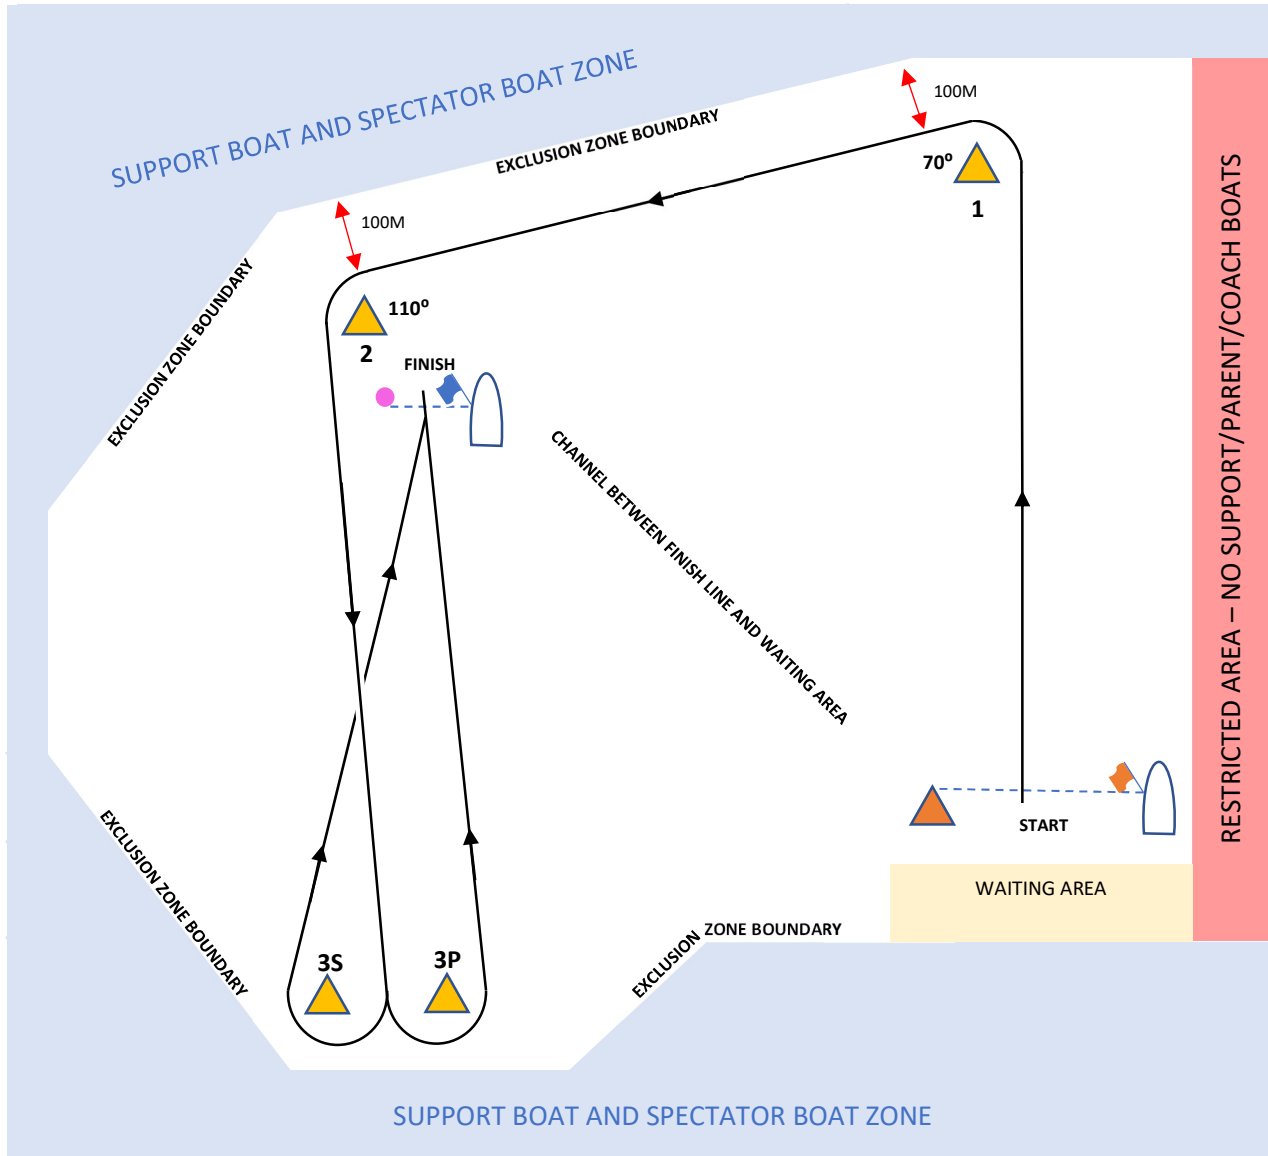 SUPPORT BOAT AND SPECTATOR BOAT ZONE
EXCLUSION ZONE BOUNDARY
100M
70⁰
1
100M
110⁰
2
FINISH
EXCLUSION ZONE BOUNDARY
CHANNEL BETWEEN FINISH LINE AND WAITING AREA
RESTRICTED AREA – NO SUPPORT/PARENT/COACH BOATS
START
WAITING AREA
EXCLUSION ZONE BOUNDARY
3S
3P
EXCLUSION ZONE BOUNDARY
SUPPORT BOAT AND SPECTATOR BOAT ZONE